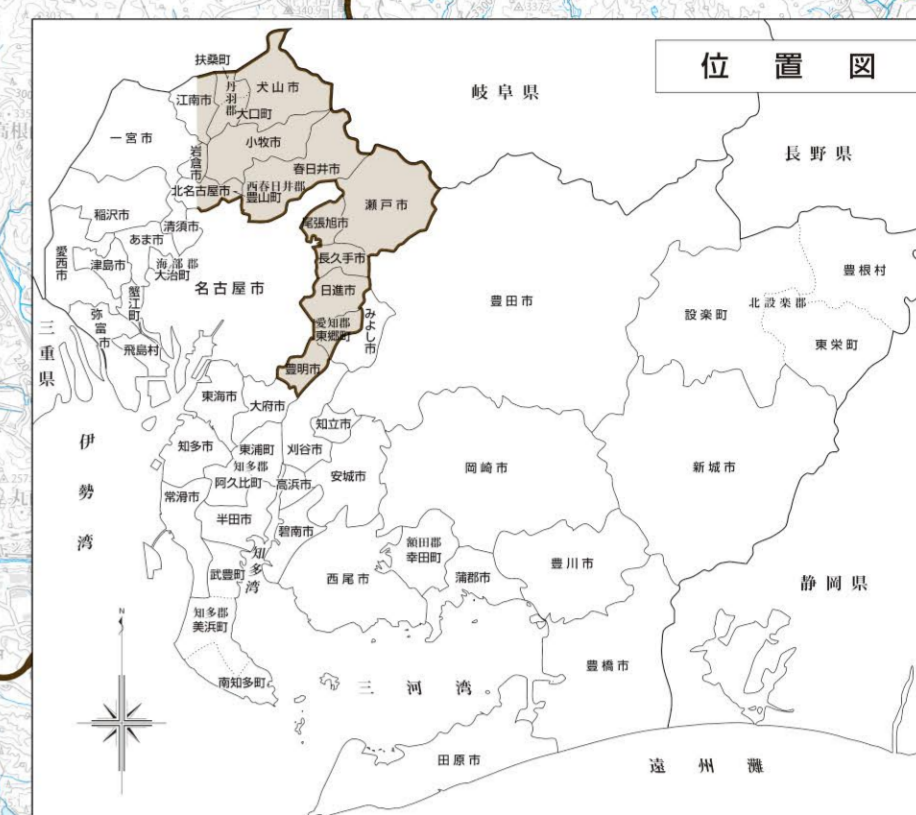 位置図
岐阜県
長野県
扶桑町
丹羽郡
犬山市
江南市
大口町
一宮市
小牧市
岩倉市
春日井市
西春日井郡
北名古屋市
豊山町
瀬戸市
稲沢市
清須市
尾張旭市
あま市
愛西市
津島市
海部郡
大治町
長久手市
名古屋市
蟹江町
日進市
豊田市
設楽町
北設楽郡
豊根村
東栄町
弥富市
愛知郡
東郷町
みよし市
三重県
飛島村
豊明市
東海市
大府市
知立市
伊勢湾
知多市
東浦町
刈谷市
知多郡
阿久比町
高浜市
安城市
岡崎市
新城市
常滑市
半田市
碧南市
知多湾
額田郡
幸田町
西尾市
蒲郡市
豊川市
静岡県
武豊町
知多郡
美浜町
N
南知多町
三河湾
豊橋市
田原市
遠州灘